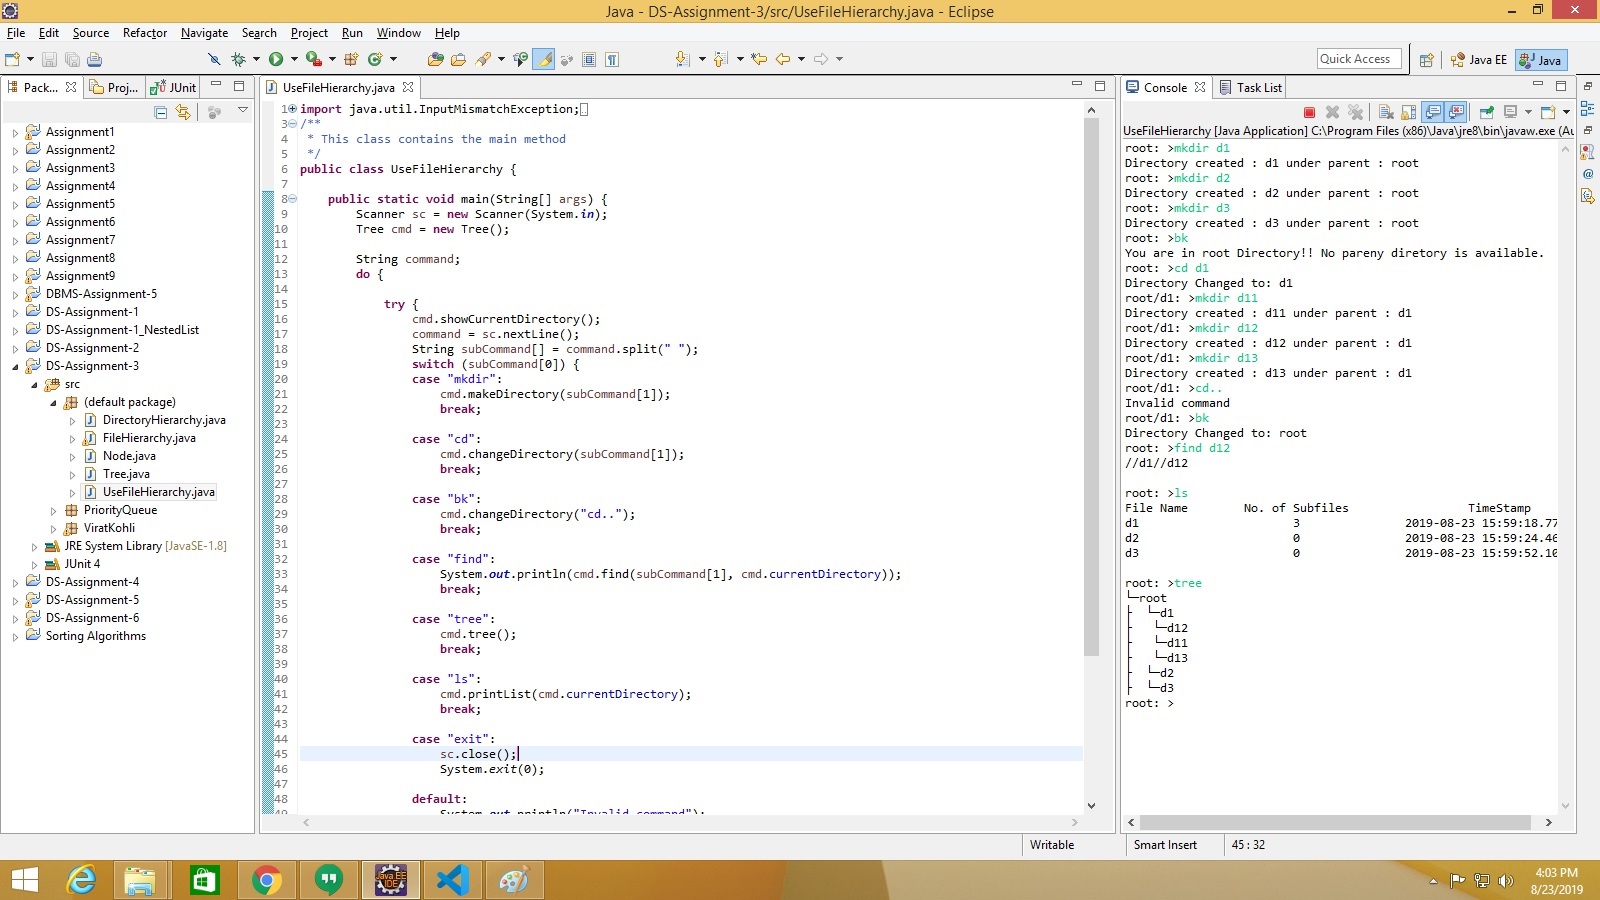 Java - DS-Assignment-3/src/UseFileHierarchy.java - Eclipse
File Edit Source Refactor Navigate Search Project Run Window Help
Quick Access
Java EE
Java
Pack...
Proj...
JUnit
Assignment1
Assignment2
Assignment3
Assignment4
Assignment5
Assignment6
Assignment7
Assignment8
Assignment9
DBMS-Assignment-5
DS-Assignment-1
DS-Assignment-1_NestedList
DS-Assignment-2
DS-Assignment-3
src
(default package)
DirectoryHierarchy.java
FileHierarchy.java
Node.java
Tree.java
UseFileHierarchy.java
PriorityQueue
ViratKohli
JRE System Library [JavaSE-1.8]
JUnit 4
DS-Assignment-4
DS-Assignment-5
DS-Assignment-6
Sorting Algorithms
UseFileHierarchy.java
1 import java.util.InputMismatchException;
3 /**
4 * This class contains the main method
5 */
6 public class UseFileHierarchy {
7
8 public static void main(String[] args) {
9 Scanner sc = new Scanner(System.in);
10 Tree cmd = new Tree();
11
12 String command;
13 do {
14
15 try {
16 cmd.showCurrentDirectory();
17 command = sc.nextLine();
18 String subCommand[] = command.split(" ");
19 switch (subCommand[0]) {
20 case "mkdir":
21 cmd.makeDirectory(subCommand[1]);
22 break;
23
24 case "cd":
25 cmd.changeDirectory(subCommand[1]);
26 break;
27
28 case "bk":
29 cmd.changeDirectory("cd..");
30 break;
31
32 case "find":
33 System.out.println(cmd.find(subCommand[1], cmd.currentDirectory));
34 break;
35
36 case "tree":
37 cmd.tree();
38 break;
39
40 case "ls":
41 cmd.printList(cmd.currentDirectory);
42 break;
43
44 case "exit":
45 sc.close();
46 System.exit(0);
47
48 default:
49 System.out.println("Invalid command");
Console
Task List
UseFileHierarchy [Java Application] C:\Program Files (x86)\Java\jre8\bin\javaw.exe (Au
root: >mkdir d1
Directory created : d1 under parent : root
root: >mkdir d2
Directory created : d2 under parent : root
root: >mkdir d3
Directory created : d3 under parent : root
root: >bk
You are in root Directory!! No pareny diretory is available.
root: >cd d1
Directory Changed to: d1
root/d1: >mkdir d11
Directory created : d11 under parent : d1
root/d1: >mkdir d12
Directory created : d12 under parent : d1
root/d1: >mkdir d13
Directory created : d13 under parent : d1
root/d1: >cd..
Invalid command
root/d1: >bk
Directory Changed to: root
root: >find d12
//d1//d12
root: >ls
File Name No. of Subfiles TimeStamp
d1 3 2019-08-23 15:59:18.77
d2 0 2019-08-23 15:59:24.46
d3 0 2019-08-23 15:59:52.10
root: >tree
└─root
├ └─d1
├ └─d12
├ └─d11
├ └─d13
├ └─d2
├ └─d3
root: >
Writable
Smart Insert
45 : 32
Java EE
IDE
4:03 PM
8/23/2019